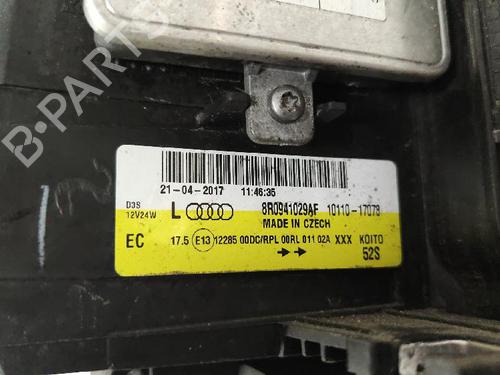 B-PARTS
21-04-2017 11:46:35
D3S
12V24W
L 8R0941029AF 10110-17079
MADE IN CZECH
EC 17.5 E13 12285 00DC/RPL 00RL 011 02A XXX KOITO
52S